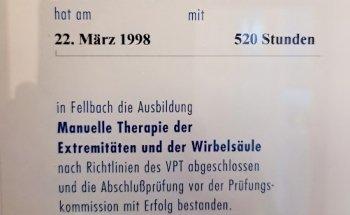 hat am mit
22. März 1998 520 Stunden
in Fellbach die Ausbildung
Manuelle Therapie der
Extremitäten und der Wirbelsäule
nach Richtlinien des VPT abgeschlossen
und die Abschlußprüfung vor der Prüfungs-
kommission mit Erfolg bestanden.